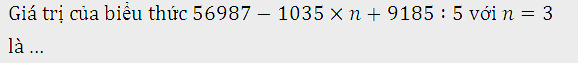 Giá trị của biểu thức 56987 − 1035 × n + 9185 : 5 với n = 3
là ...